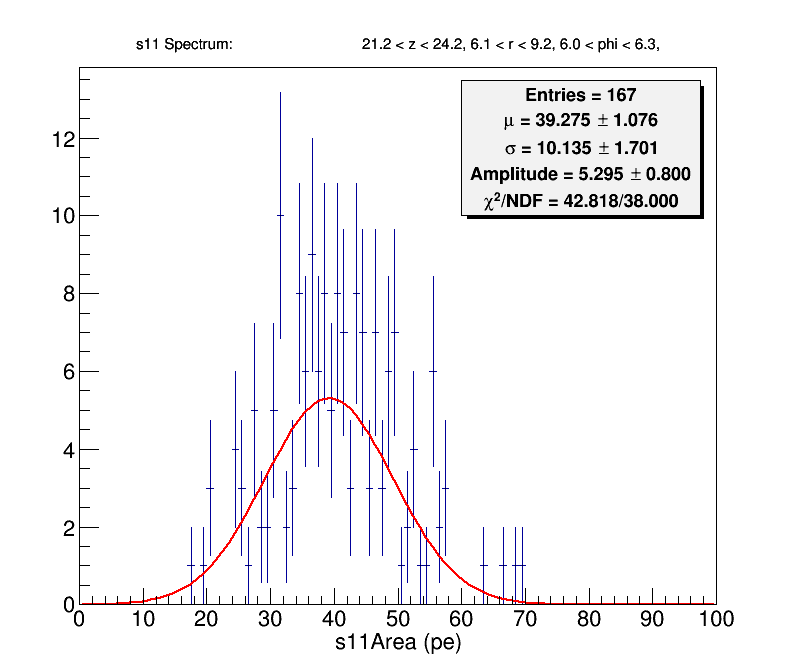 s11 Spectrum: 21.2 < z < 24.2, 6.1 < r < 9.2, 6.0 < phi < 6.3,
Entries = 167
μ = 39.275 ± 1.076
σ = 10.135 ± 1.701
Amplitude = 5.295 ± 0.800
χ²/NDF = 42.818/38.000
12
10
8
6
4
2
0
0 10 20 30 40 50 60 70 80 90 100
s11Area (pe)